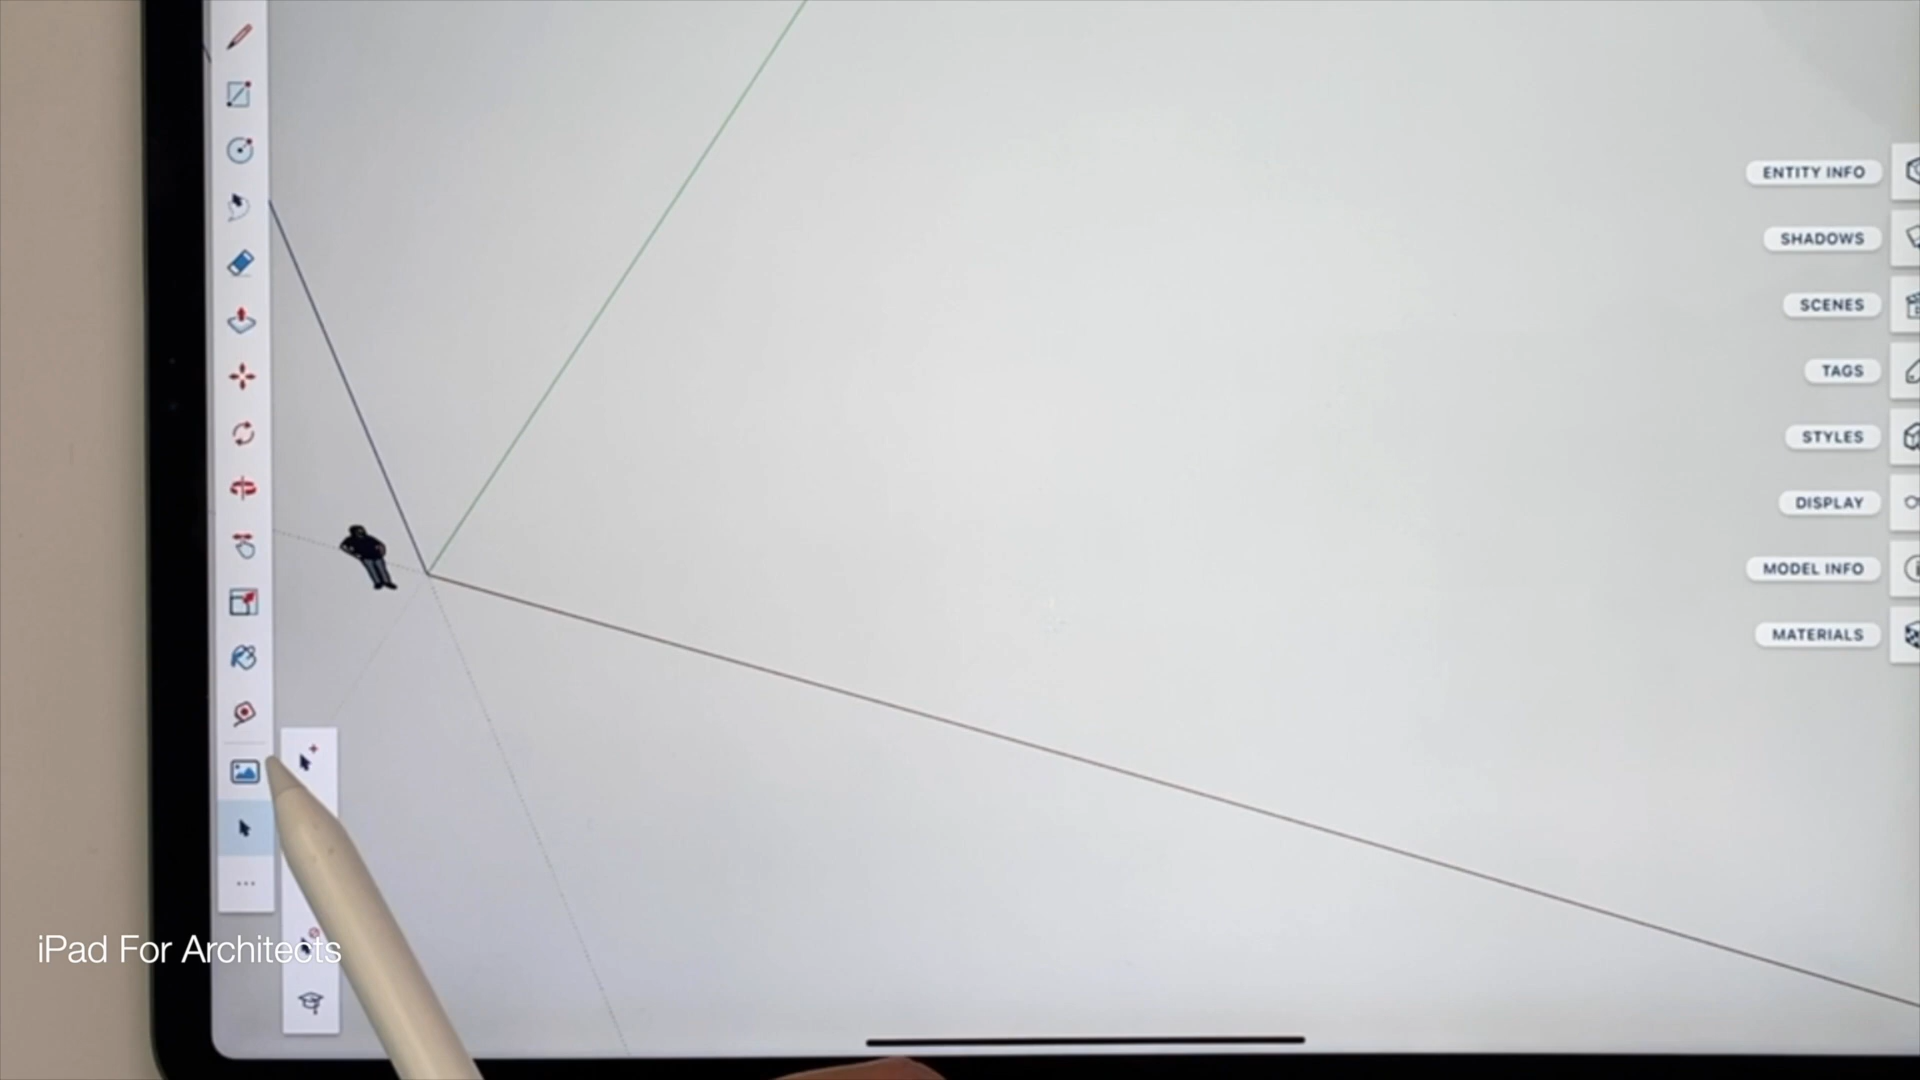 ENTITY INFO
SHADOWS
SCENES
TAGS
STYLES
DISPLAY
MODEL INFO
MATERIALS
iPad For Architects